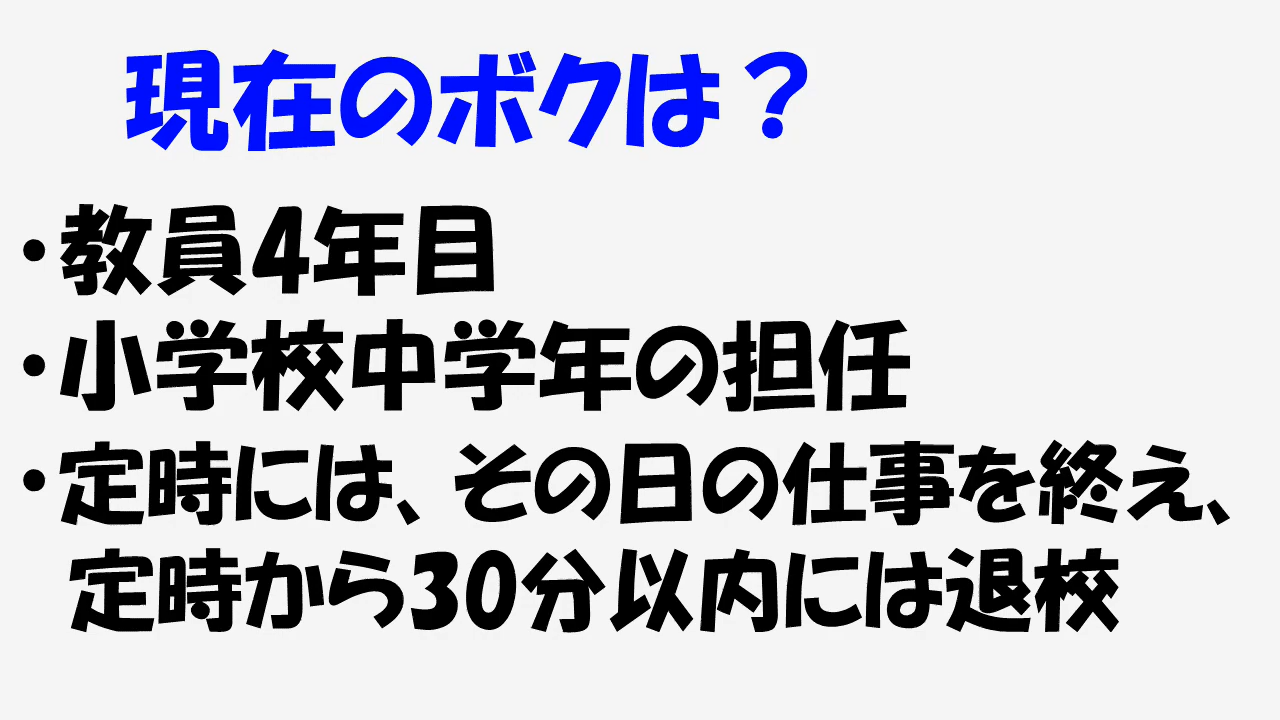 現在のボクは？
・教員4年目
・小学校中学年の担任
・定時には、その日の仕事を終え、
定時から30分以内には退校